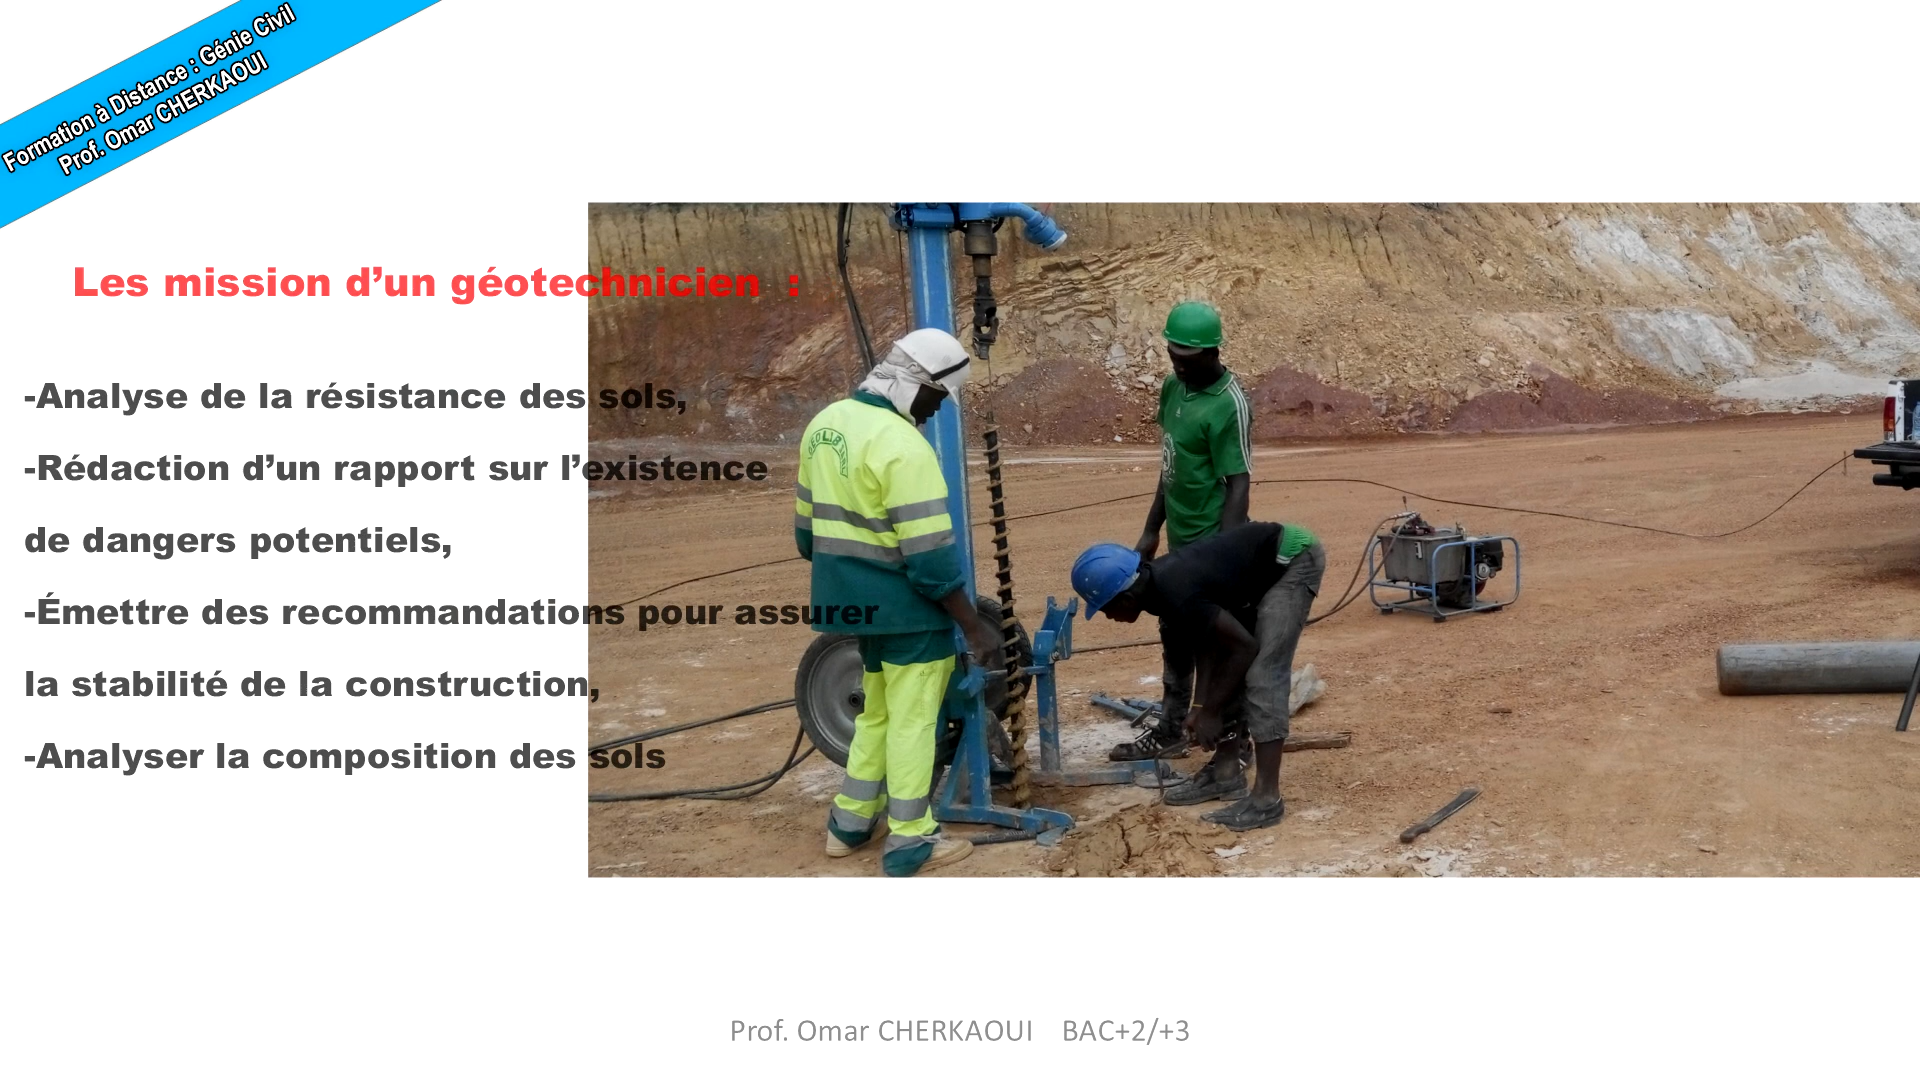 Formation à Distance : Génie Civil
Prof. Omar CHERKAOUI
Les mission d’un géotechnicien  :
-Analyse de la résistance des sols,
-Rédaction d’un rapport sur l’existence
de dangers potentiels,
-Émettre des recommandations pour assurer
la stabilité de la construction,
-Analyser la composition des sols
Prof. Omar CHERKAOUI    BAC+2/+3